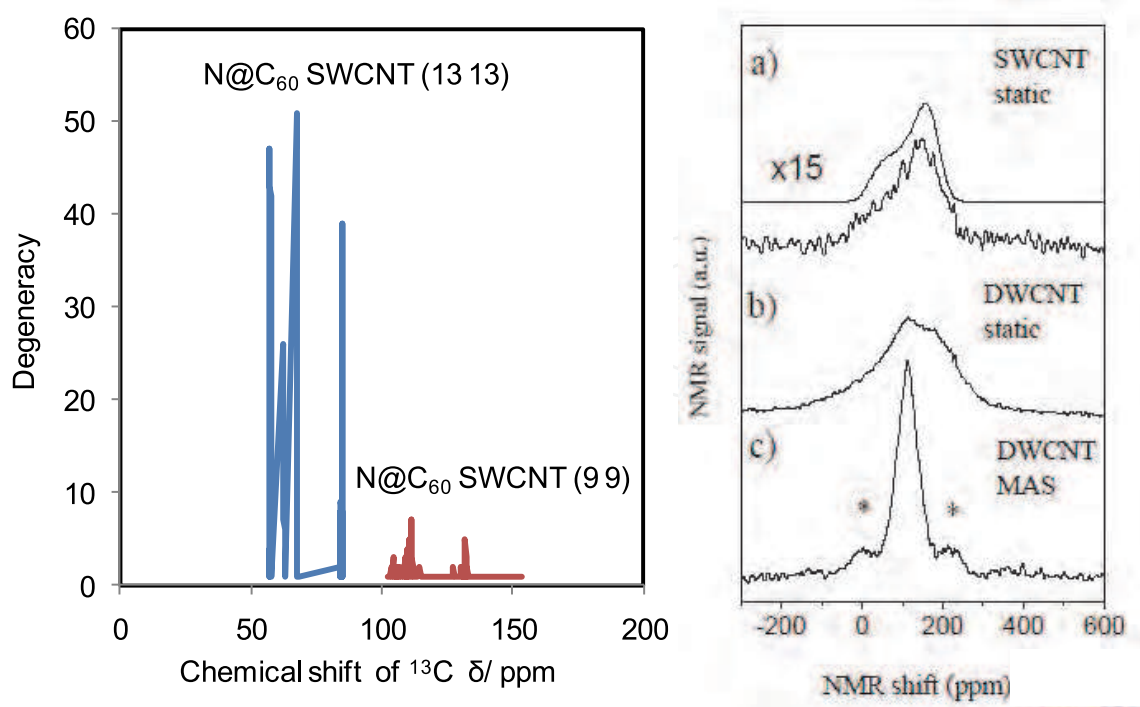 60
50
40
30
20
10
0
Degeneracy
N@C₆₀ SWCNT (13 13)
N@C₆₀ SWCNT (9 9)
0 50 100 150 200
Chemical shift of ¹³C δ/ ppm
a)
SWCNT
static
x15
b)
DWCNT
static
c)
DWCNT
MAS
* *
NMR signal (a.u.)
-200 0 200 400 600
NMR shift (ppm)